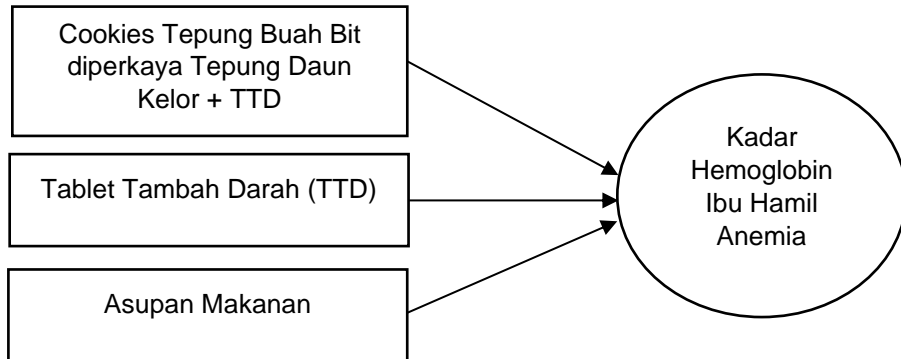 Cookies Tepung Buah Bit
diperkaya Tepung Daun
Kelor + TTD
Tablet Tambah Darah (TTD)
Asupan Makanan
Kadar
Hemoglobin
Ibu Hamil
Anemia